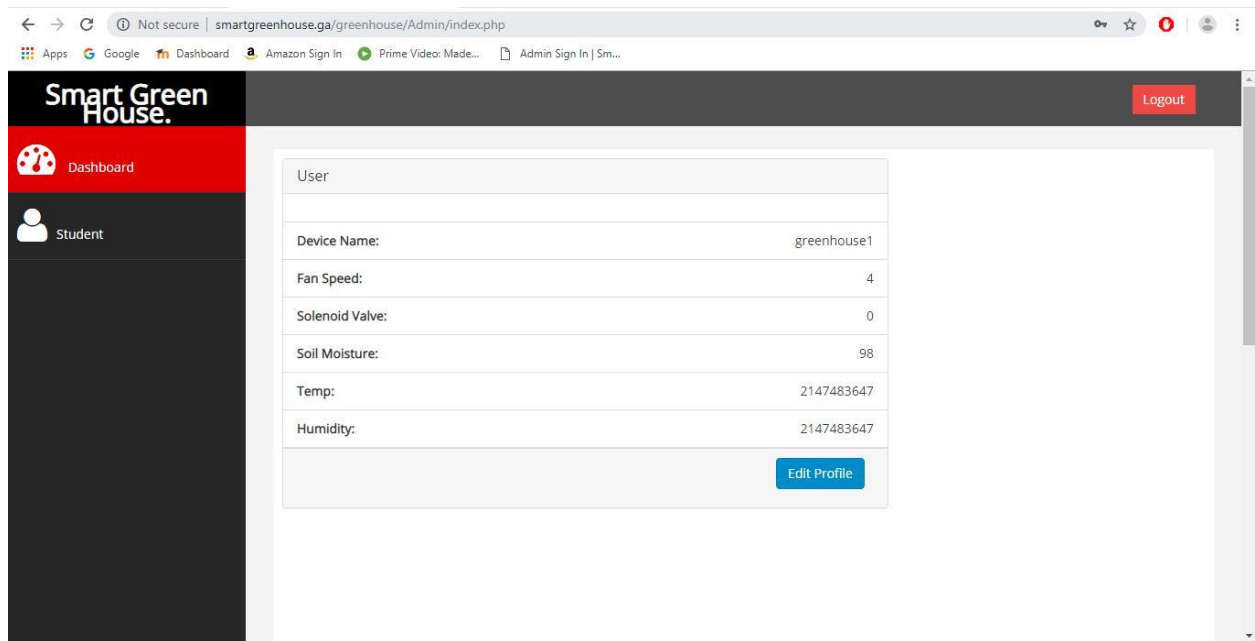 Not secure | smartgreenhouse.ga/greenhouse/Admin/index.php
Apps Google Dashboard Amazon Sign In Prime Video: Made... Admin Sign In | Sm...
Smart Green
House.
Logout
Dashboard
Student
User
Device Name: greenhouse1
Fan Speed: 4
Solenoid Valve: 0
Soil Moisture: 98
Temp: 2147483647
Humidity: 2147483647
Edit Profile